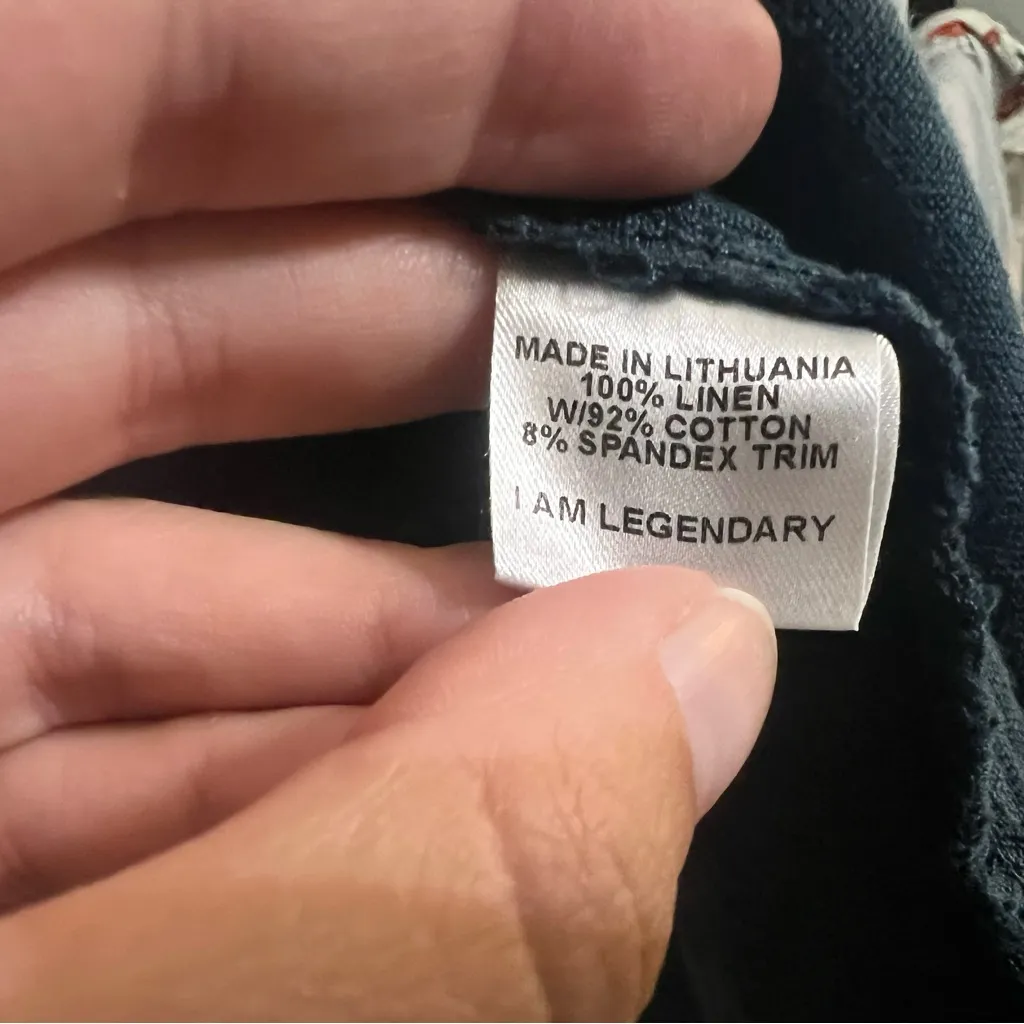 MADE IN LITHUANIA
100% LINEN
W/92% COTTON
8% SPANDEX TRIM
I AM LEGENDARY